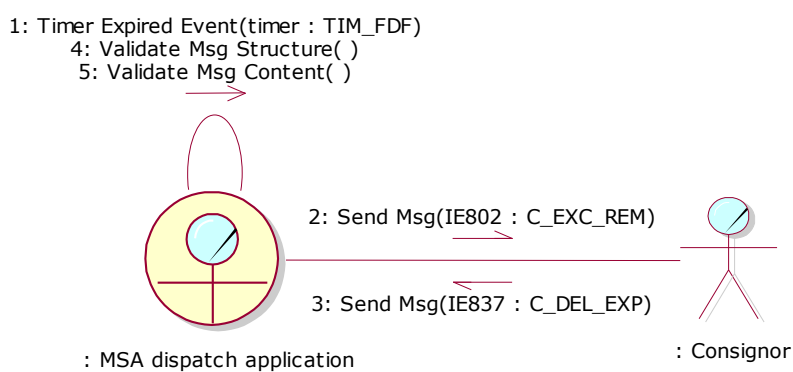 1: Timer Expired Event(timer : TIM_FDF)
4: Validate Msg Structure( )
5: Validate Msg Content( )
2: Send Msg(IE802 : C_EXC_REM)
3: Send Msg(IE837 : C_DEL_EXP)
: MSA dispatch application
: Consignor